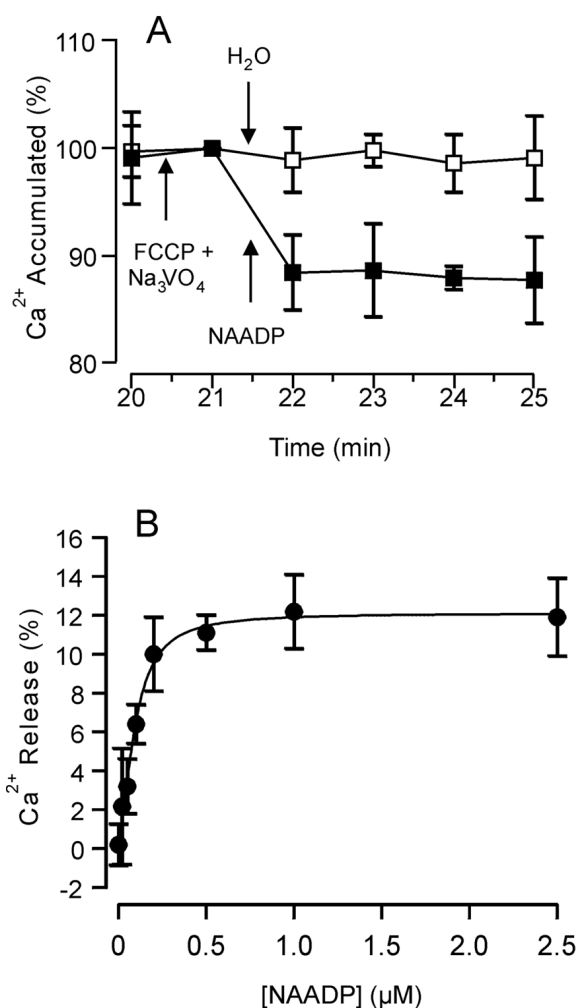 A
110
100
90
80
Ca2+ Accumulated (%)
H2O
FCCP +
Na3VO4
NAADP
20 21 22 23 24 25
Time (min)
B
16
14
12
10
8
6
4
2
0
-2
Ca2+ Release (%)
0 0.5 1.0 1.5 2.0 2.5
[NAADP] (µM)